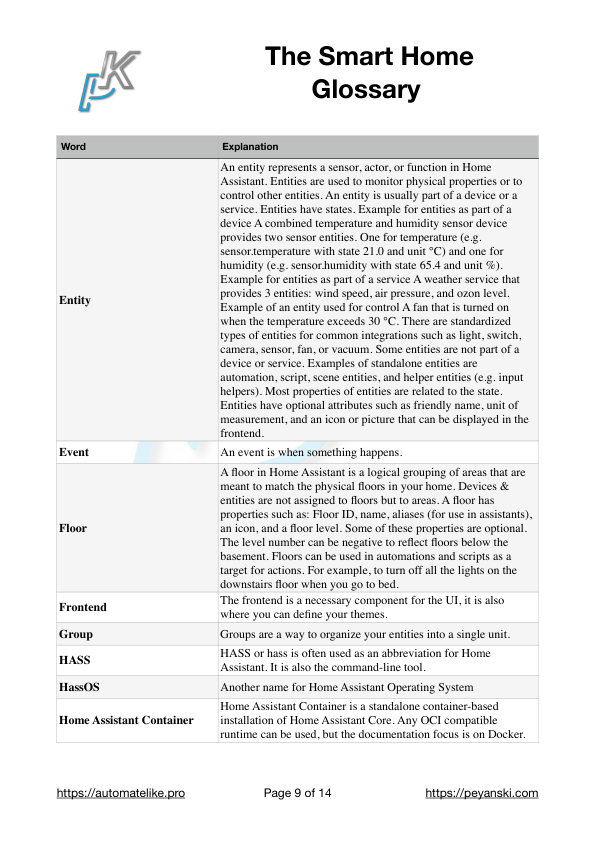 The Smart Home
Glossary
Word Explanation
Entity
An entity represents a sensor, actor, or function in Home
Assistant. Entities are used to monitor physical properties or to
control other entities. An entity is usually part of a device or a
service. Entities have states. Example for entities as part of a
device A combined temperature and humidity sensor device
provides two sensor entities. One for temperature (e.g.
sensor.temperature with state 21.0 and unit °C) and one for
humidity (e.g. sensor.humidity with state 65.4 and unit %).
Example for entities as part of a service A weather service that
provides 3 entities: wind speed, air pressure, and ozon level.
Example of an entity used for control A fan that is turned on
when the temperature exceeds 30 °C. There are standardized
types of entities for common integrations such as light, switch,
camera, sensor, fan, or vacuum. Some entities are not part of a
device or service. Examples of standalone entities are
automation, script, scene entities, and helper entities (e.g. input
helpers). Most properties of entities are related to the state.
Entities have optional attributes such as friendly name, unit of
measurement, and an icon or picture that can be displayed in the
frontend.
Event
An event is when something happens.
Floor
A floor in Home Assistant is a logical grouping of areas that are
meant to match the physical floors in your home. Devices &
entities are not assigned to floors but to areas. A floor has
properties such as: Floor ID, name, aliases (for use in assistants),
an icon, and a floor level. Some of these properties are optional.
The level number can be negative to reflect floors below the
basement. Floors can be used in automations and scripts as a
target for actions. For example, to turn off all the lights on the
downstairs floor when you go to bed.
Frontend
The frontend is a necessary component for the UI, it is also
where you can define your themes.
Group
Groups are a way to organize your entities into a single unit.
HASS
HASS or hass is often used as an abbreviation for Home
Assistant. It is also the command-line tool.
HassOS
Another name for Home Assistant Operating System
Home Assistant Container
Home Assistant Container is a standalone container-based
installation of Home Assistant Core. Any OCI compatible
runtime can be used, but the documentation focus is on Docker.
https://automatelike.pro Page 9 of 14 https://peyanski.com